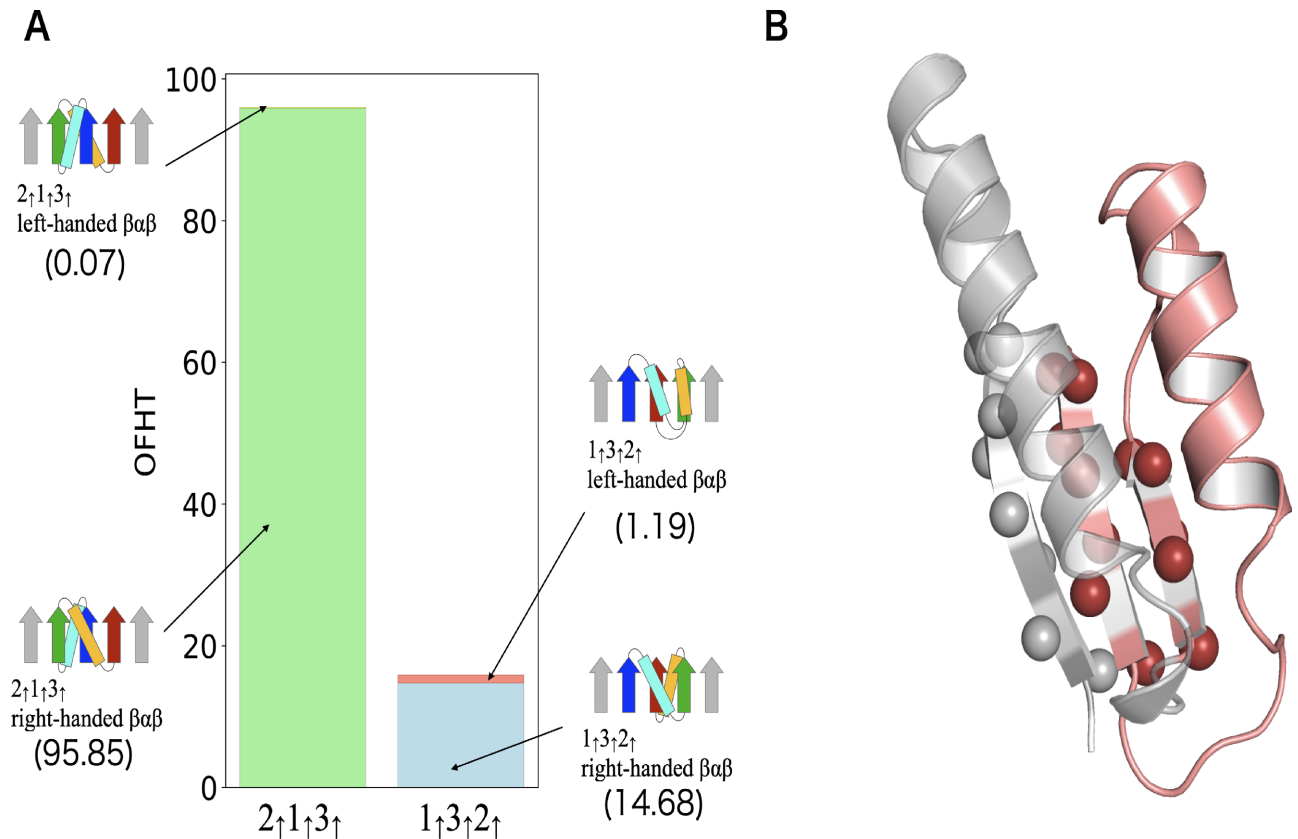 A
B
100
80
60
40
20
0
OFHT
2↑1↑3↑
left-handed βαβ
(0.07)
2↑1↑3↑
right-handed βαβ
(95.85)
1↑3↑2↑
left-handed βαβ
(1.19)
1↑3↑2↑
right-handed βαβ
(14.68)
2↑1↑3↑
1↑3↑2↑